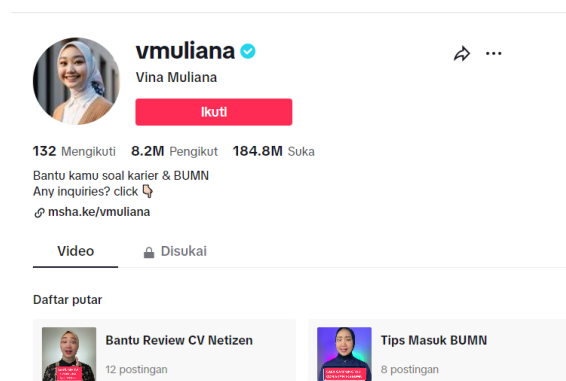 vmuliana
Vina Muliana
Ikuti
132 Mengikuti 8.2M Pengikut 184.8M Suka
Bantu kamu soal karier & BUMN
Any inquiries? click 👇🏻
msha.ke/vmuliana
Video Disukai
Daftar putar
Bantu Review CV Netizen
12 postingan
Tips Masuk BUMN
8 postingan